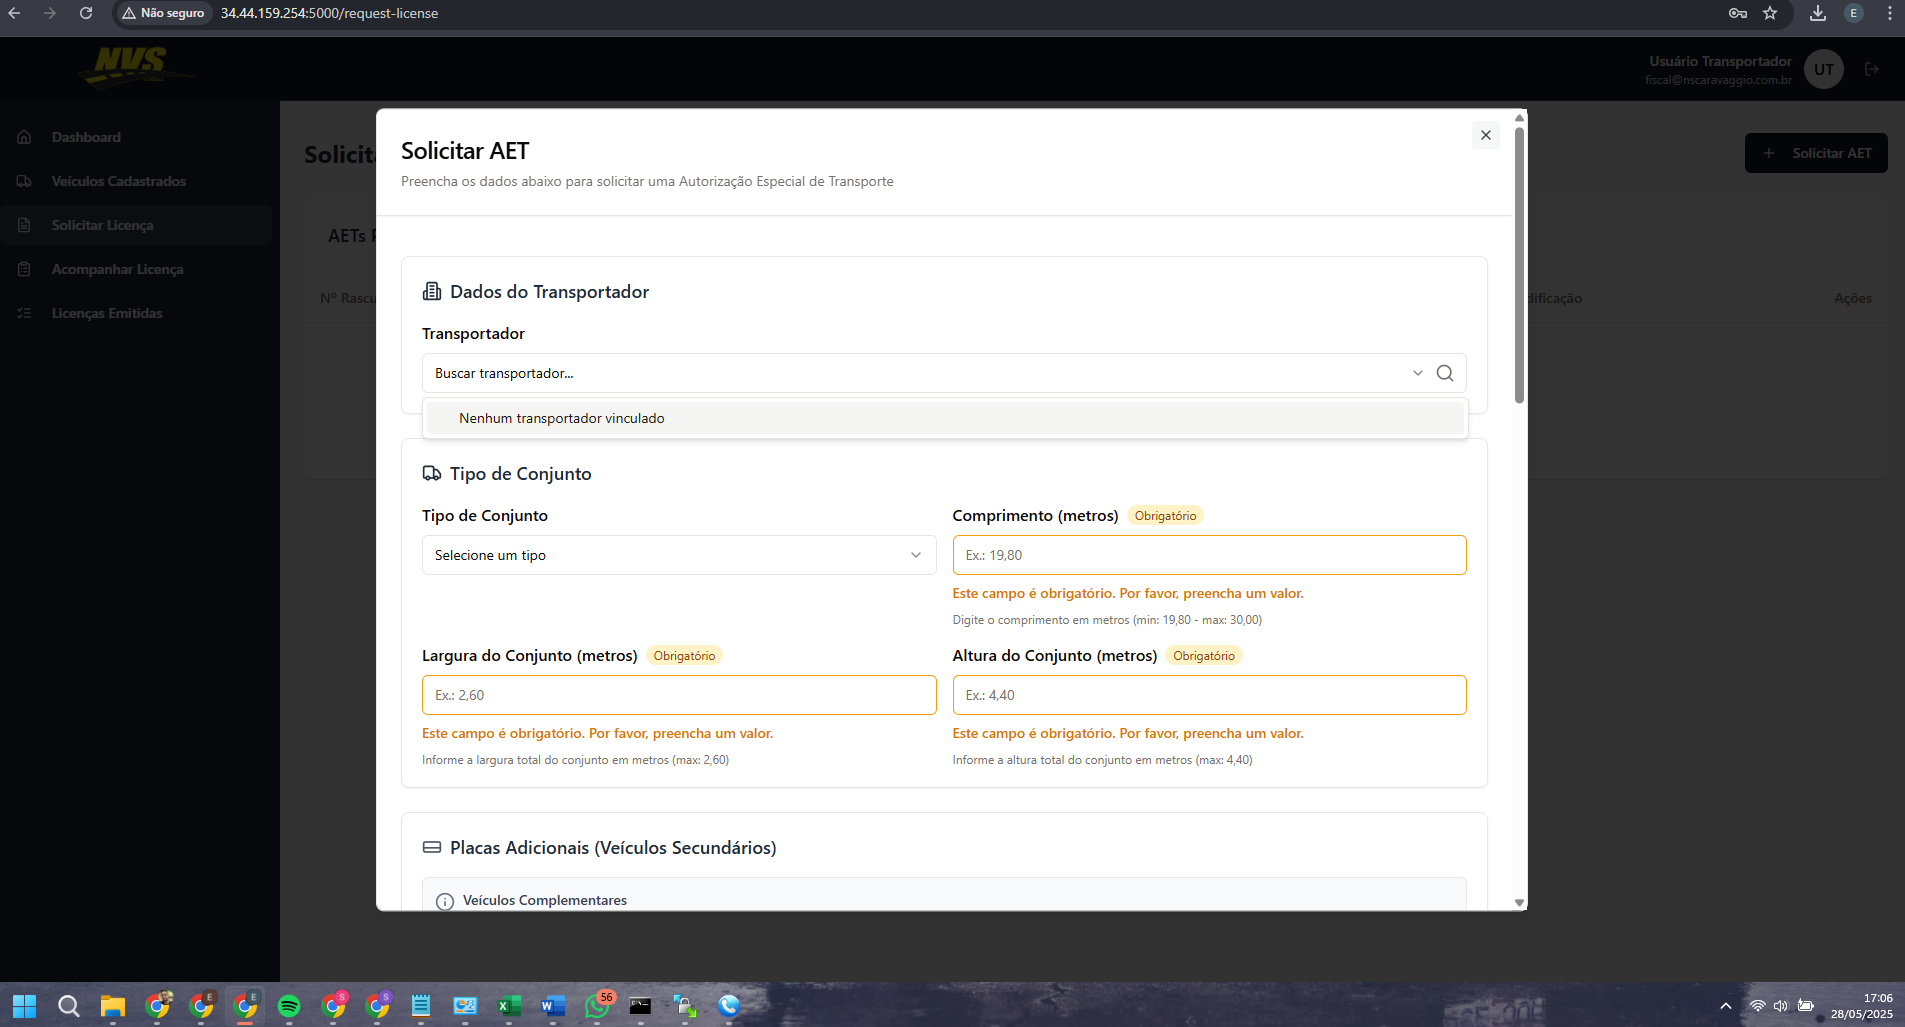 Não seguro
34.44.159.254:5000/request-license
E
NVS
Usuário Transportador
fiscal@nscaravaggio.com.br
UT
Dashboard
Veículos Cadastrados
Solicitar Licença
Acompanhar Licença
Licenças Emitidas
Solicita
+ Solicitar AET
AETs
Nº Rascu
dificação
Ações
Solicitar AET
Preencha os dados abaixo para solicitar uma Autorização Especial de Transporte
Dados do Transportador
Transportador
Buscar transportador...
Nenhum transportador vinculado
Tipo de Conjunto
Tipo de Conjunto
Selecione um tipo
Comprimento (metros) Obrigatório
Ex.: 19,80
Este campo é obrigatório. Por favor, preencha um valor.
Digite o comprimento em metros (min: 19,80 - max: 30,00)
Largura do Conjunto (metros) Obrigatório
Ex.: 2,60
Este campo é obrigatório. Por favor, preencha um valor.
Informe a largura total do conjunto em metros (max: 2,60)
Altura do Conjunto (metros) Obrigatório
Ex.: 4,40
Este campo é obrigatório. Por favor, preencha um valor.
Informe a altura total do conjunto em metros (max: 4,40)
Placas Adicionais (Veículos Secundários)
Veículos Complementares
E
E
S
S
56
17:06
28/05/2025